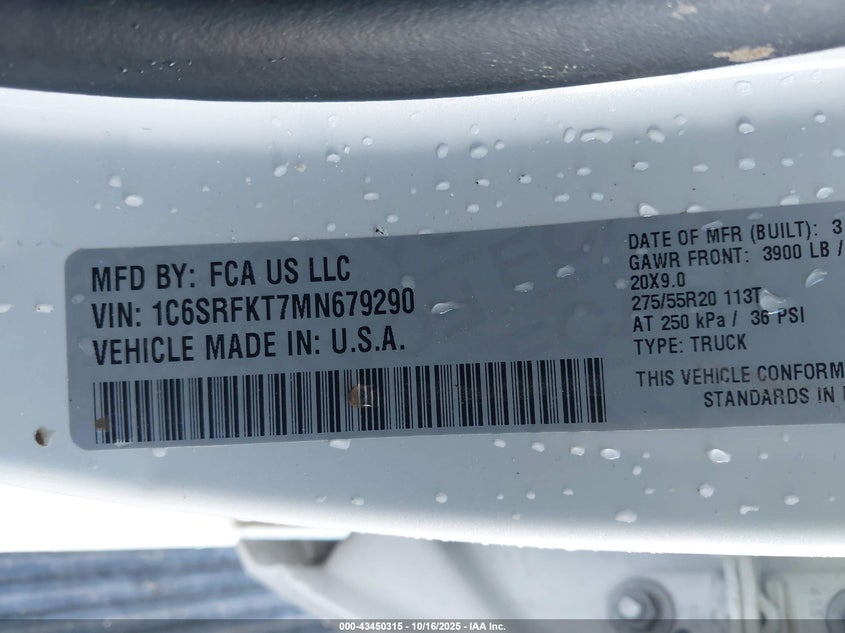 MFD BY: FCA US LLC
VIN: 1C6SRFKT7MN679290
VEHICLE MADE IN: U.S.A.
DATE OF MFR (BUILT): 3
GAWR FRONT: 3900 LB /
20X9.0
275/55R20 113T
AT 250 kPa / 36 PSI
TYPE: TRUCK
THIS VEHICLE CONFORM
STANDARDS IN
000-43450315 - 10/16/2025 - IAA Inc.